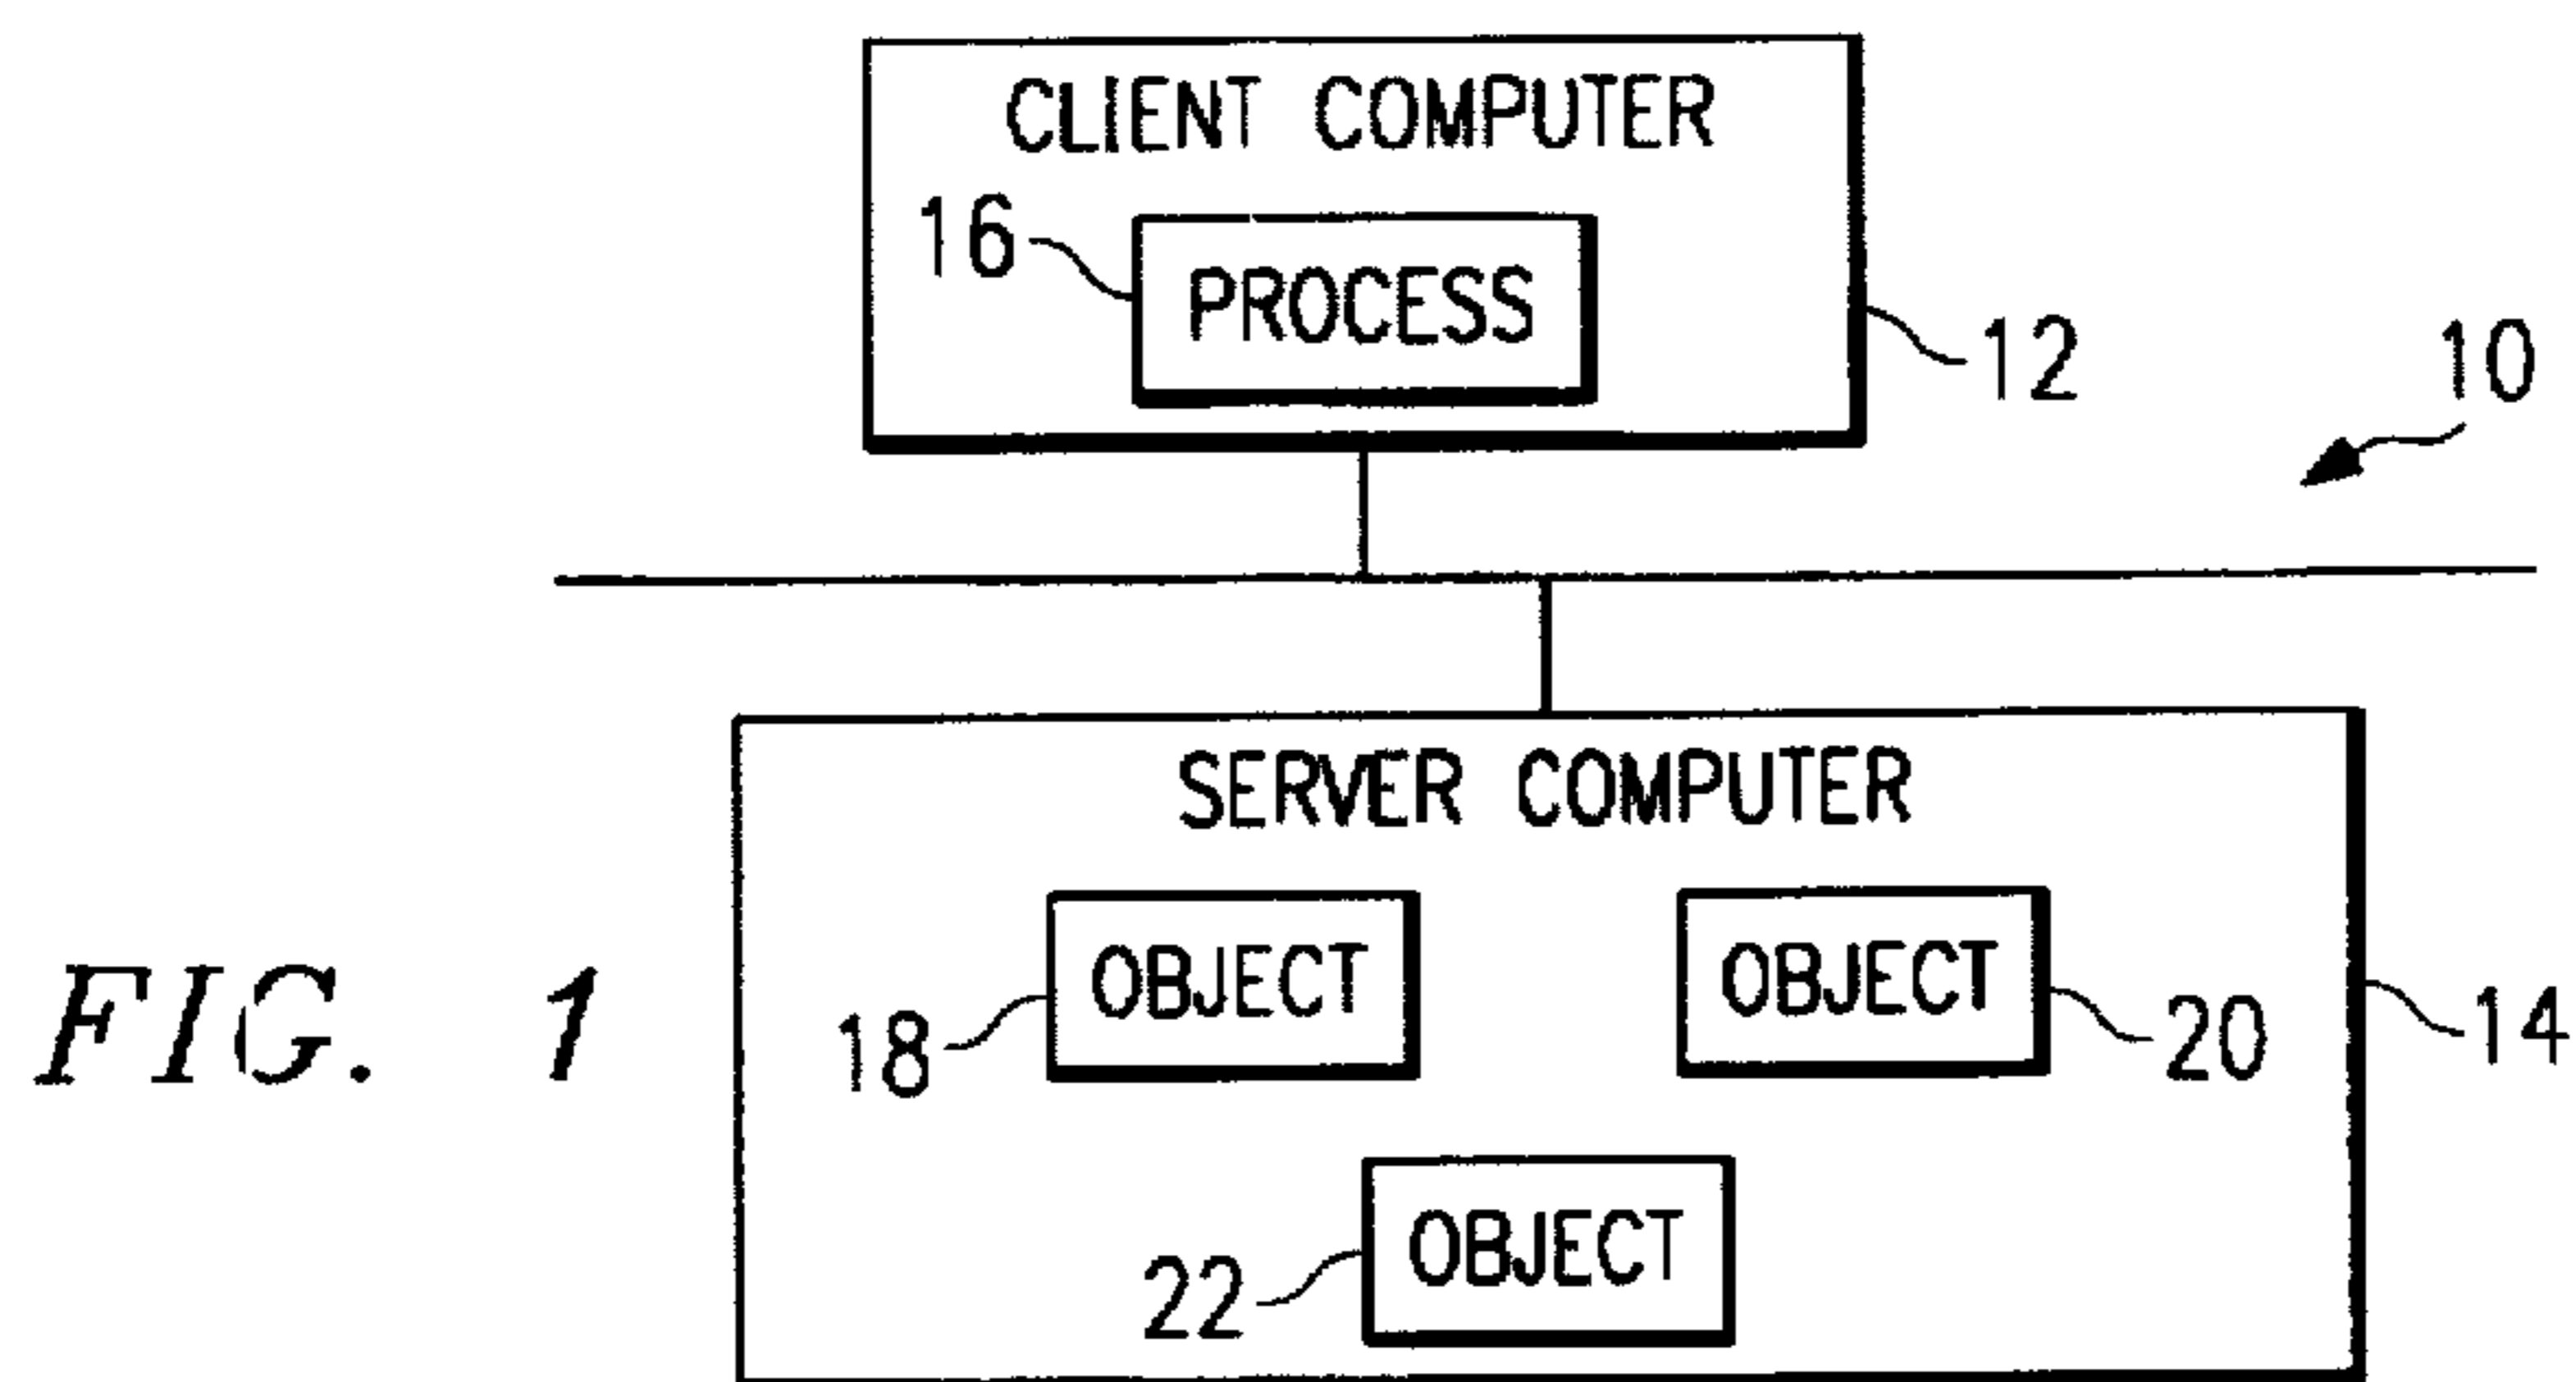 CLIENT COMPUTER
16
PROCESS
12
10
SERVER COMPUTER
OBJECT
OBJECT
18
20
14
OBJECT
22
FIG. 1